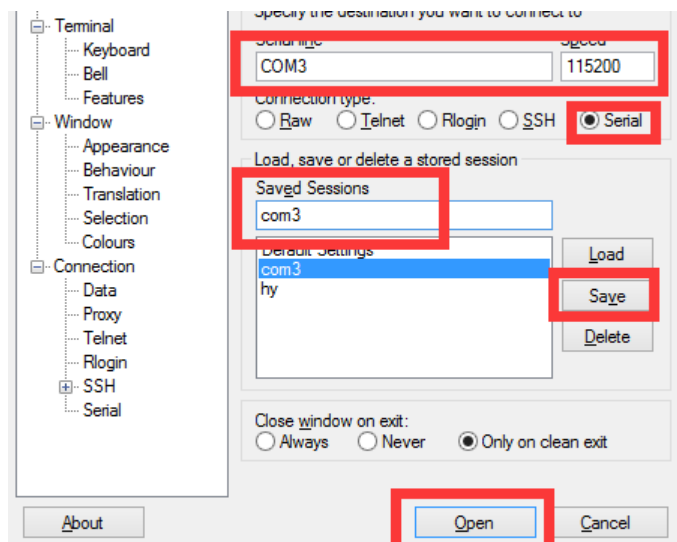 Terminal
Keyboard
Bell
Features
Window
Appearance
Behaviour
Translation
Selection
Colours
Connection
Data
Proxy
Telnet
Rlogin
SSH
Serial
About
Specify the destination you want to connect to
Serial line
Speed
COM3
115200
Connection type:
Raw
Telnet
Rlogin
SSH
Serial
Load, save or delete a stored session
Saved Sessions
com3
Default Settings
com3
hy
Load
Save
Delete
Close window on exit:
Always
Never
Only on clean exit
Open
Cancel